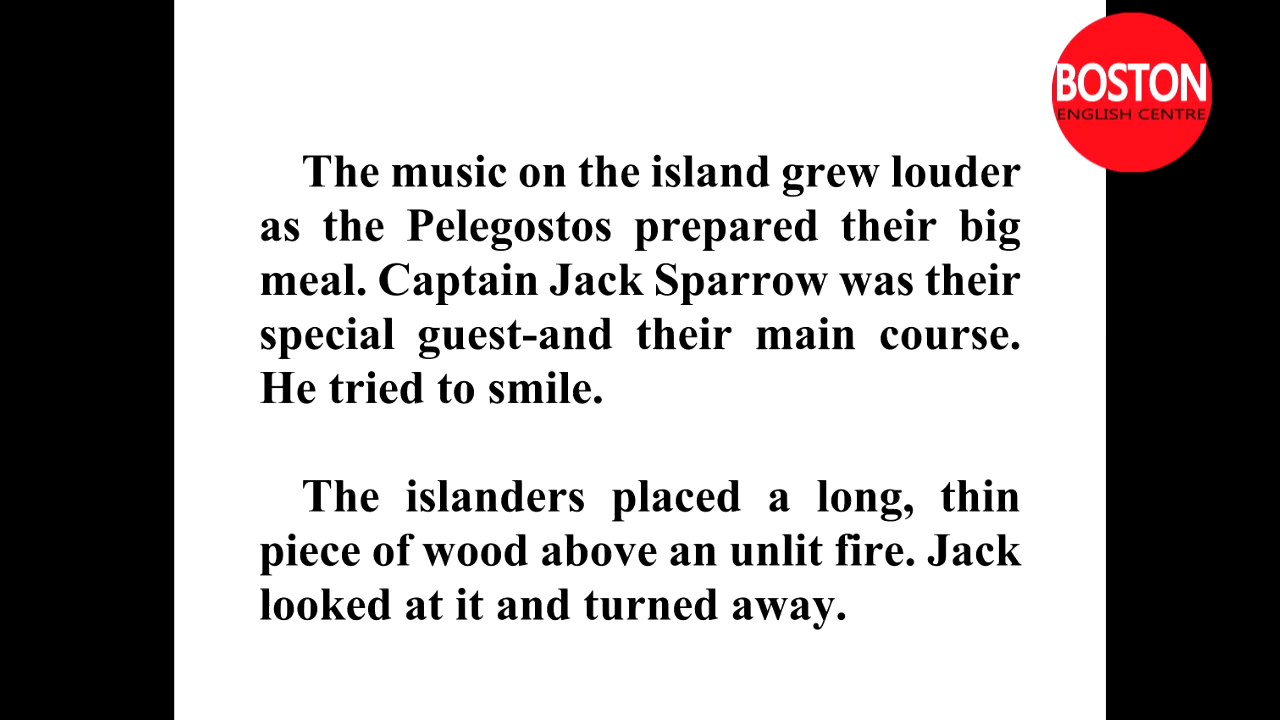 BOSTON
ENGLISH CENTRE
The music on the island grew louder
as the Pelegostos prepared their big
meal. Captain Jack Sparrow was their
special guest-and their main course.
He tried to smile.
The islanders placed a long, thin
piece of wood above an unlit fire. Jack
looked at it and turned away.